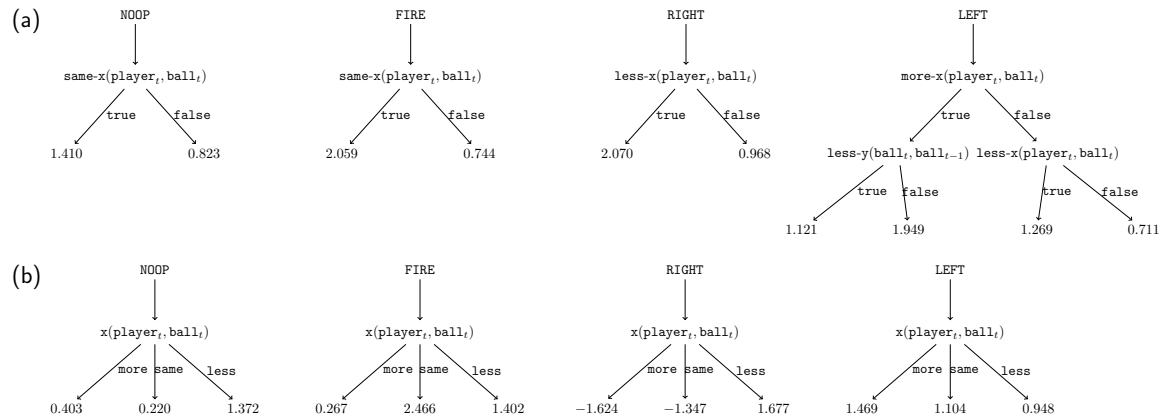 (a)
NOOP FIRE RIGHT LEFT
same-x(player_t, ball_t) same-x(player_t, ball_t) less-x(player_t, ball_t) more-x(player_t, ball_t)
true false true false true false true false
1.410 0.823 2.059 0.744 2.070 0.968 less-y(ball_t, ball_{t−1}) less-x(player_t, ball_t)
true false true false
1.121 1.949 1.269 0.711
(b)
NOOP FIRE RIGHT LEFT
x(player_t, ball_t) x(player_t, ball_t) x(player_t, ball_t) x(player_t, ball_t)
more same less more same less more same less more same less
0.403 0.220 1.372 0.267 2.466 1.402 −1.624 −1.347 1.677 1.469 1.104 0.948